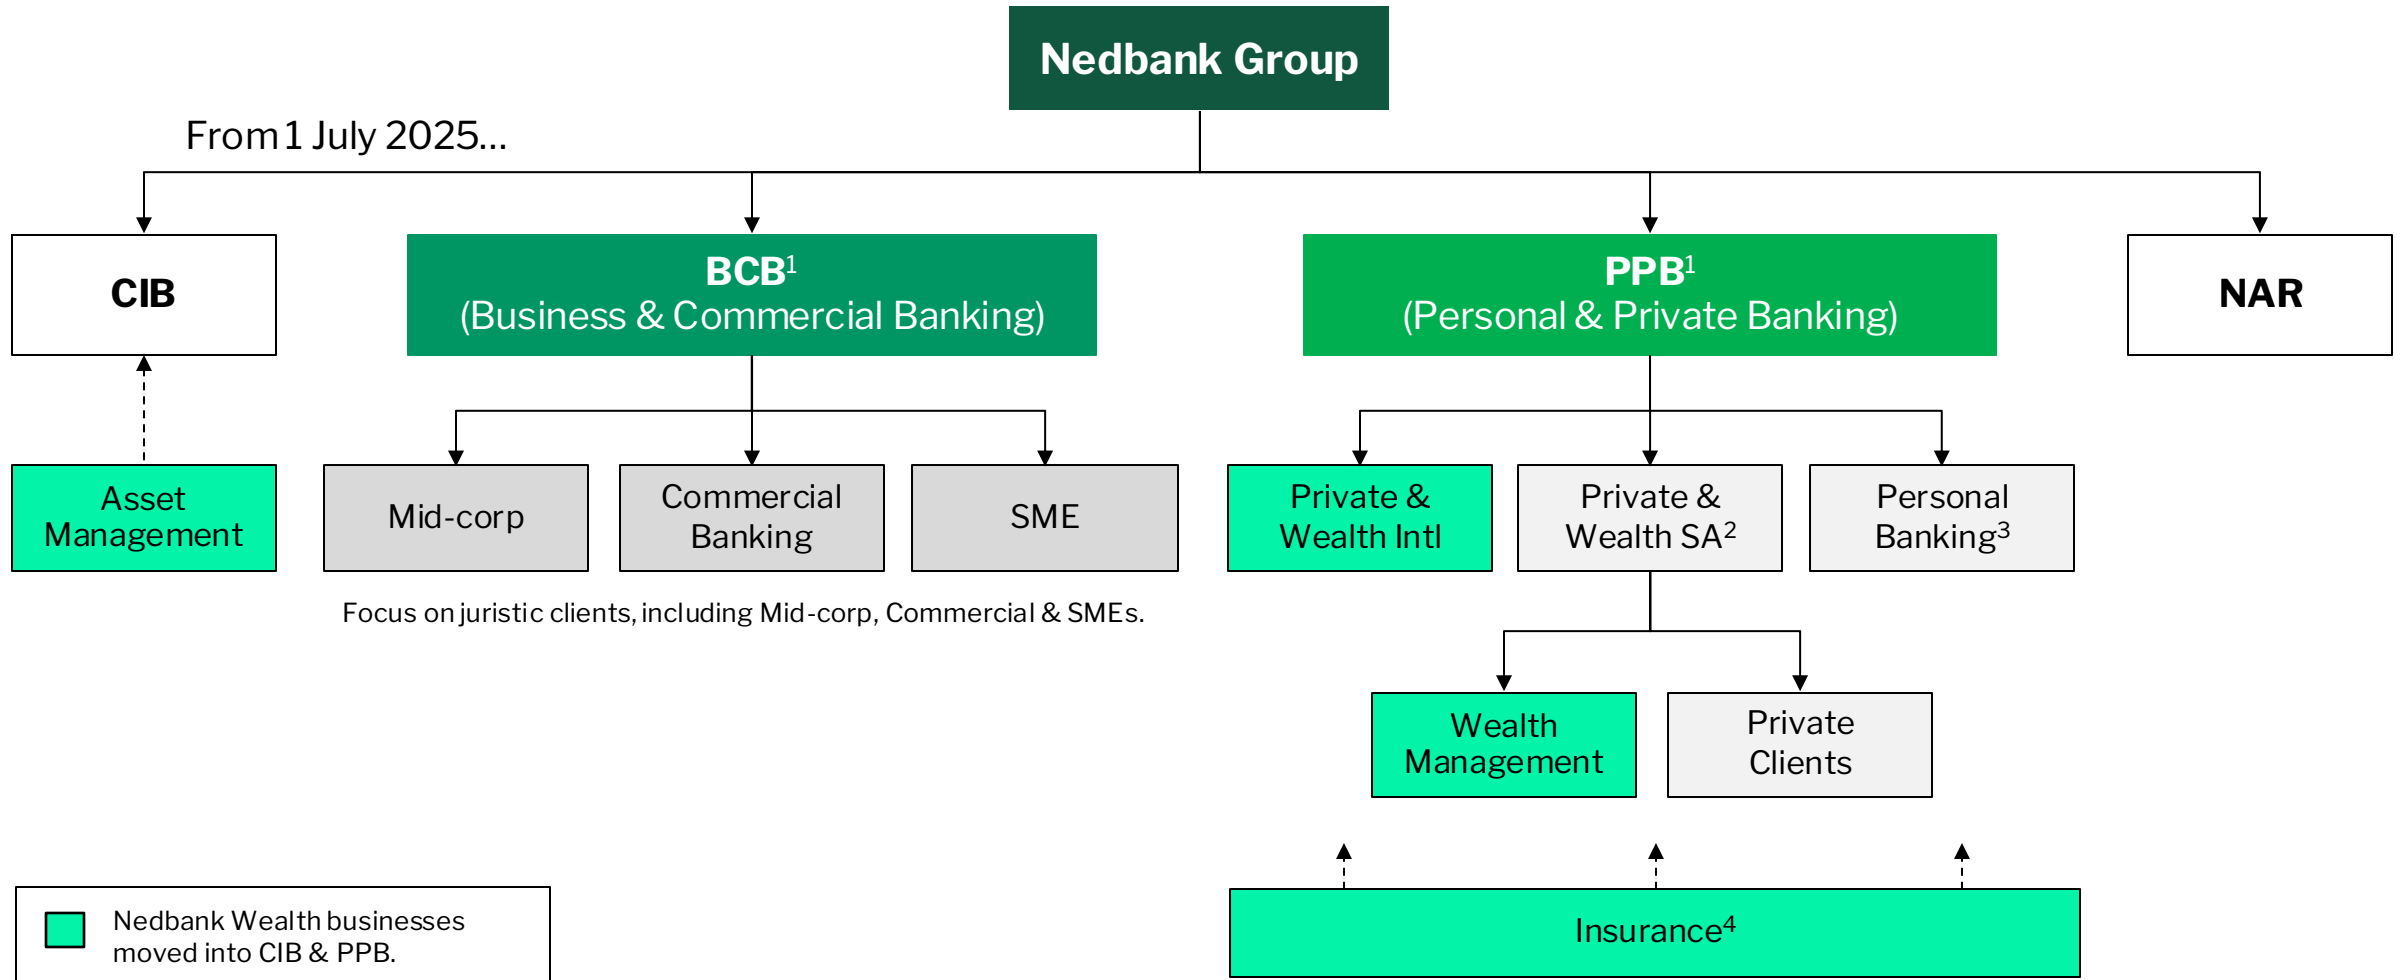 Nedbank Group
From 1 July 2025...
CIB
BCB¹
(Business & Commercial Banking)
PPB¹
(Personal & Private Banking)
NAR
Asset
Management
Mid-corp
Commercial
Banking
SME
Private &
Wealth Intl
Private &
Wealth SA²
Personal
Banking³
Focus on juristic clients, including Mid-corp, Commercial & SMEs.
Wealth
Management
Private
Clients
Nedbank Wealth businesses
moved into CIB & PPB.
Insurance⁴